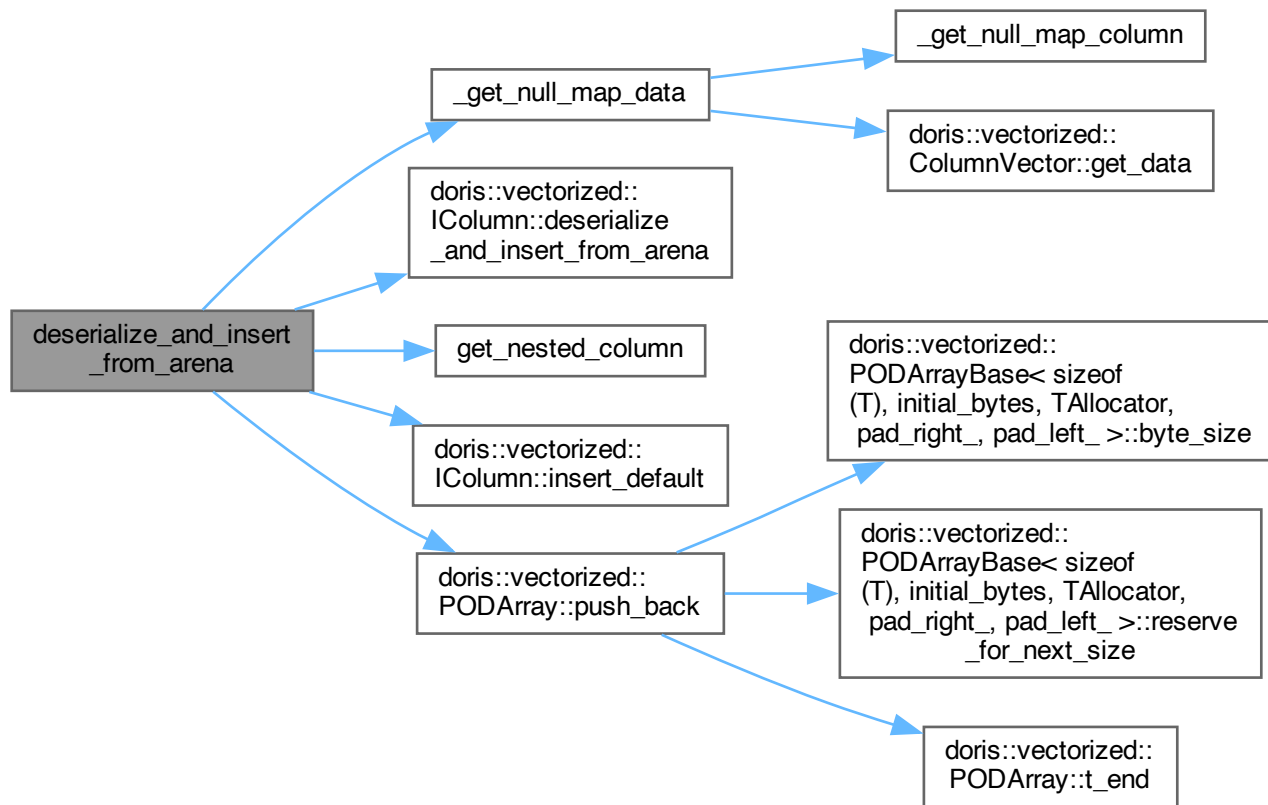 _get_null_map_column
_get_null_map_data
doris::vectorized::
ColumnVector::get_data
doris::vectorized::
IColumn::deserialize
_and_insert_from_arena
deserialize_and_insert
_from_arena
get_nested_column
doris::vectorized::
PODArrayBase< sizeof
(T), initial_bytes, TAllocator,
pad_right_, pad_left_ >::byte_size
doris::vectorized::
IColumn::insert_default
doris::vectorized::
PODArray::push_back
doris::vectorized::
PODArrayBase< sizeof
(T), initial_bytes, TAllocator,
pad_right_, pad_left_ >::reserve
_for_next_size
doris::vectorized::
PODArray::t_end